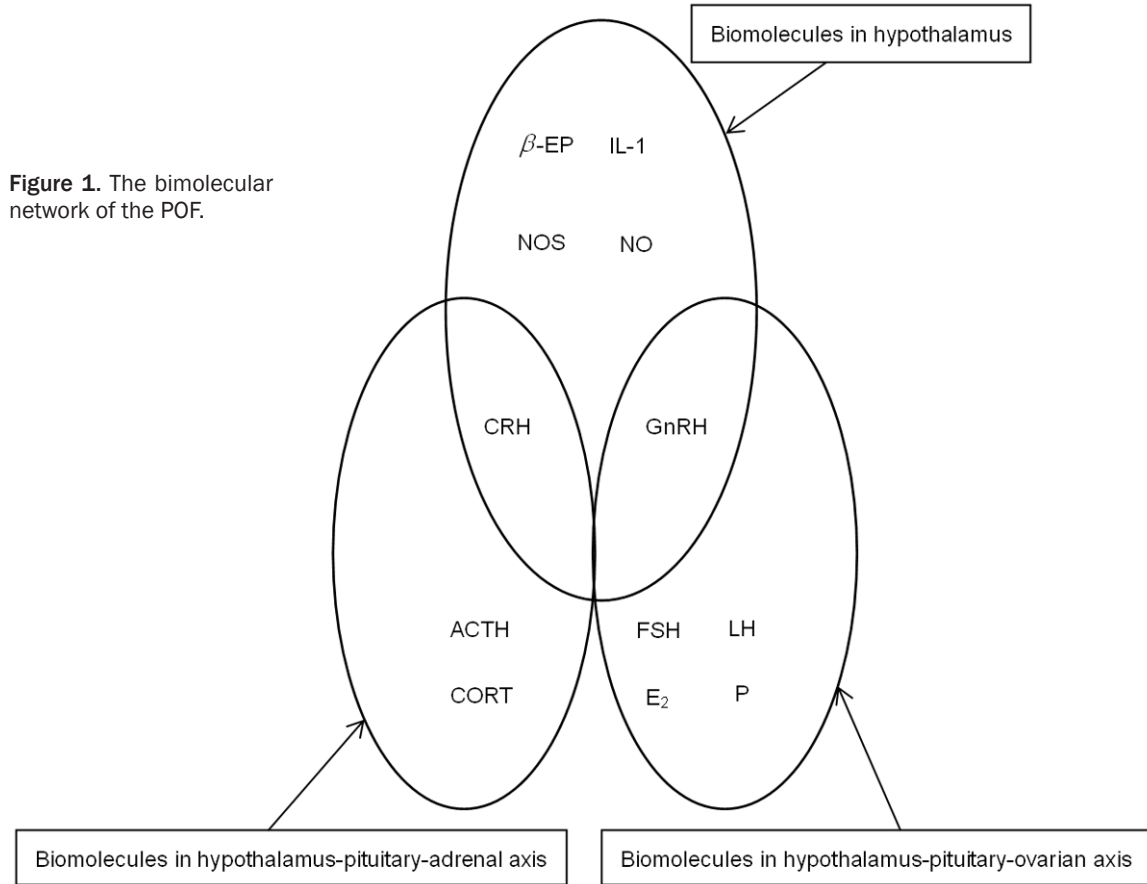 Biomolecules in hypothalamus
β-EP IL-1
Figure 1. The bimolecular
network of the POF.
NOS NO
CRH GnRH
ACTH FSH LH
CORT E₂ P
Biomolecules in hypothalamus-pituitary-adrenal axis
Biomolecules in hypothalamus-pituitary-ovarian axis